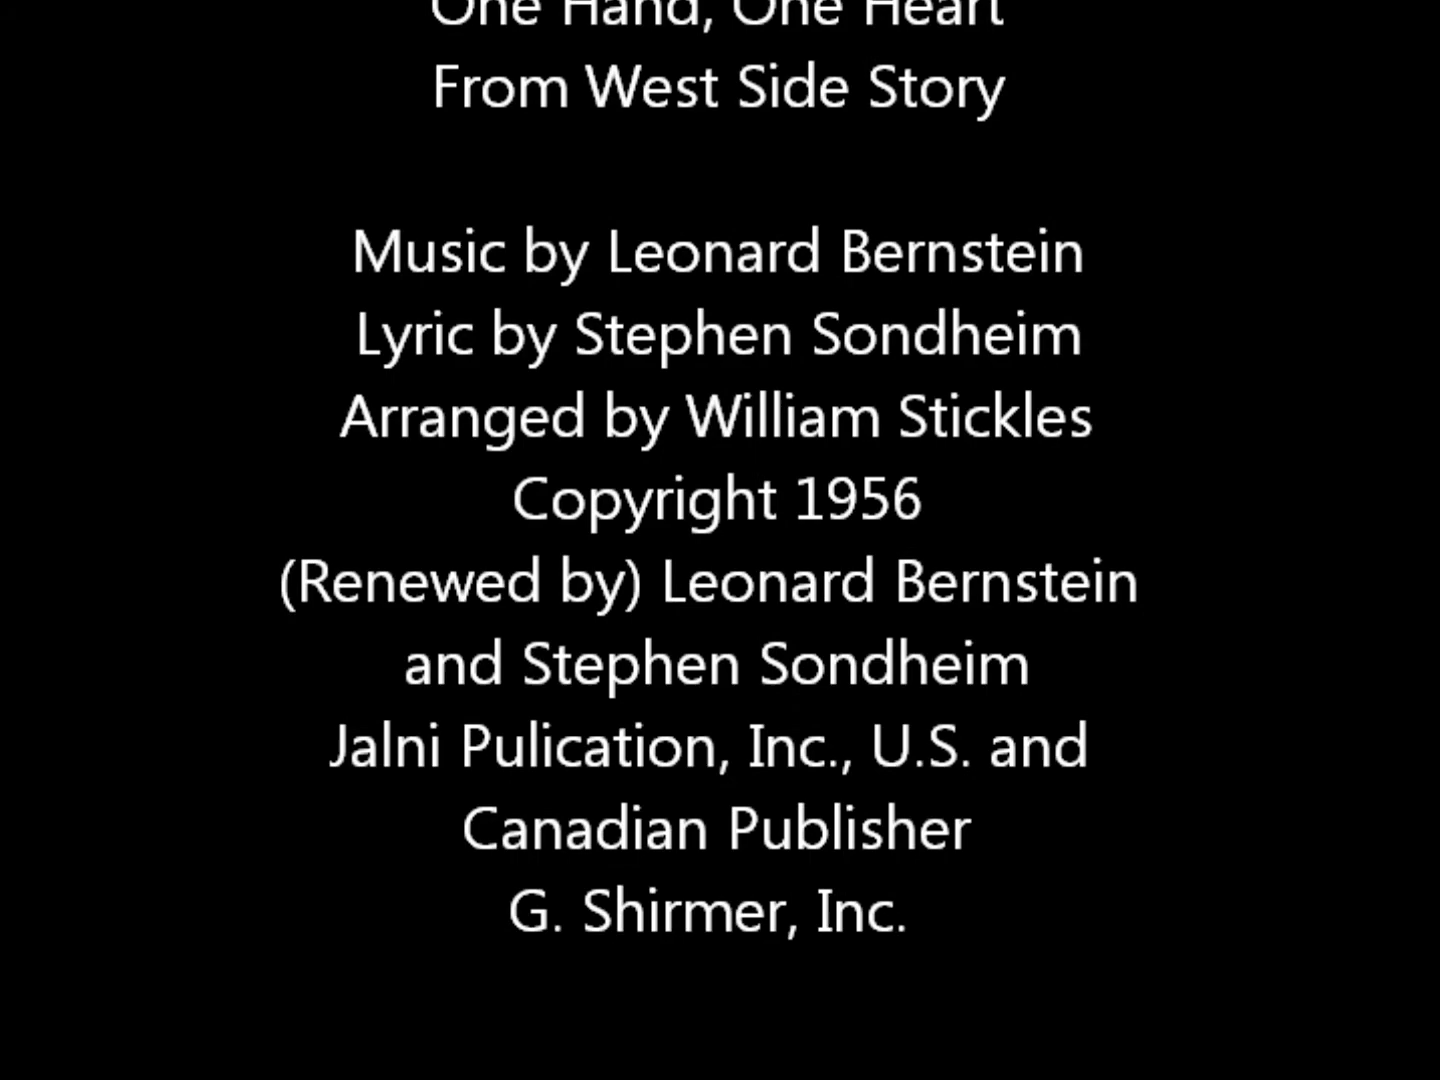 One Hand, One Heart
From West Side Story
Music by Leonard Bernstein
Lyric by Stephen Sondheim
Arranged by William Stickles
Copyright 1956
(Renewed by) Leonard Bernstein
and Stephen Sondheim
Jalni Pulication, Inc., U.S. and
Canadian Publisher
G. Shirmer, Inc.